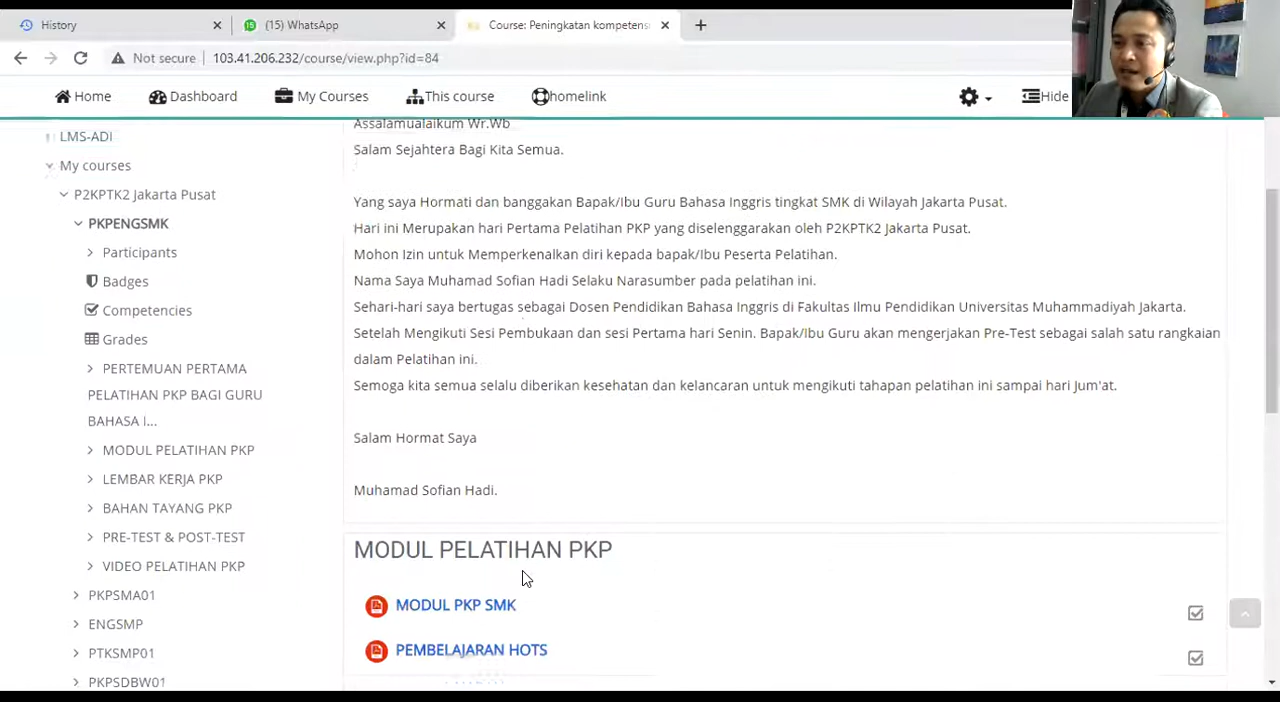 History
(15) WhatsApp
Course: Peningkatan kompetens
Not secure
103.41.206.232/course/view.php?id=84
Home
Dashboard
My Courses
This course
homelink
Hide
LMS-ADI
My courses
P2KPTK2 Jakarta Pusat
PKPENGSMK
Participants
Badges
Competencies
Grades
PERTEMUAN PERTAMA
PELATIHAN PKP BAGI GURU
BAHASA I...
MODUL PELATIHAN PKP
LEMBAR KERJA PKP
BAHAN TAYANG PKP
PRE-TEST & POST-TEST
VIDEO PELATIHAN PKP
PKPSMA01
ENGSMP
PTKSMP01
PKPSDBW01
Assalamualaikum Wr.Wb
Salam Sejahtera Bagi Kita Semua.
Yang saya Hormati dan banggakan Bapak/Ibu Guru Bahasa Inggris tingkat SMK di Wilayah Jakarta Pusat.
Hari ini Merupakan hari Pertama Pelatihan PKP yang diselenggarakan oleh P2KPTK2 Jakarta Pusat.
Mohon Izin untuk Memperkenalkan diri kepada bapak/Ibu Peserta Pelatihan.
Nama Saya Muhamad Sofian Hadi Selaku Narasumber pada pelatihan ini.
Sehari-hari saya bertugas sebagai Dosen Pendidikan Bahasa Inggris di Fakultas Ilmu Pendidikan Universitas Muhammadiyah Jakarta.
Setelah Mengikuti Sesi Pembukaan dan sesi Pertama hari Senin. Bapak/Ibu Guru akan mengerjakan Pre-Test sebagai salah satu rangkaian
dalam Pelatihan ini.
Semoga kita semua selalu diberikan kesehatan dan kelancaran untuk mengikuti tahapan pelatihan ini sampai hari Jum'at.
Salam Hormat Saya
Muhamad Sofian Hadi.
MODUL PELATIHAN PKP
MODUL PKP SMK
PEMBELAJARAN HOTS